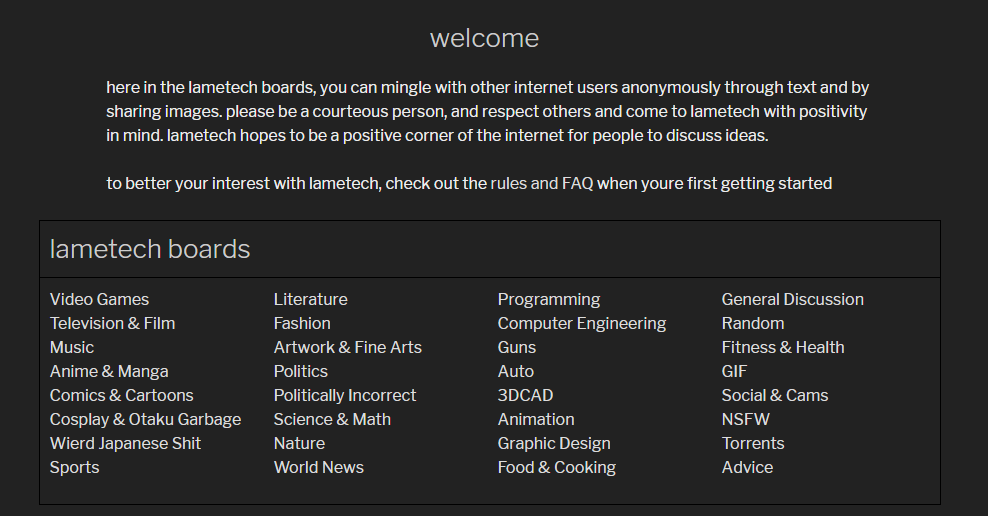 welcome
here in the lametech boards, you can mingle with other internet users anonymously through text and by
sharing images. please be a courteous person, and respect others and come to lametech with positivity
in mind. lametech hopes to be a positive corner of the internet for people to discuss ideas.
to better your interest with lametech, check out the rules and FAQ when youre first getting started
lametech boards
Video Games
Television & Film
Music
Anime & Manga
Comics & Cartoons
Cosplay & Otaku Garbage
Wierd Japanese Shit
Sports
Literature
Fashion
Artwork & Fine Arts
Politics
Politically Incorrect
Science & Math
Nature
World News
Programming
Computer Engineering
Guns
Auto
3DCAD
Animation
Graphic Design
Food & Cooking
General Discussion
Random
Fitness & Health
GIF
Social & Cams
NSFW
Torrents
Advice